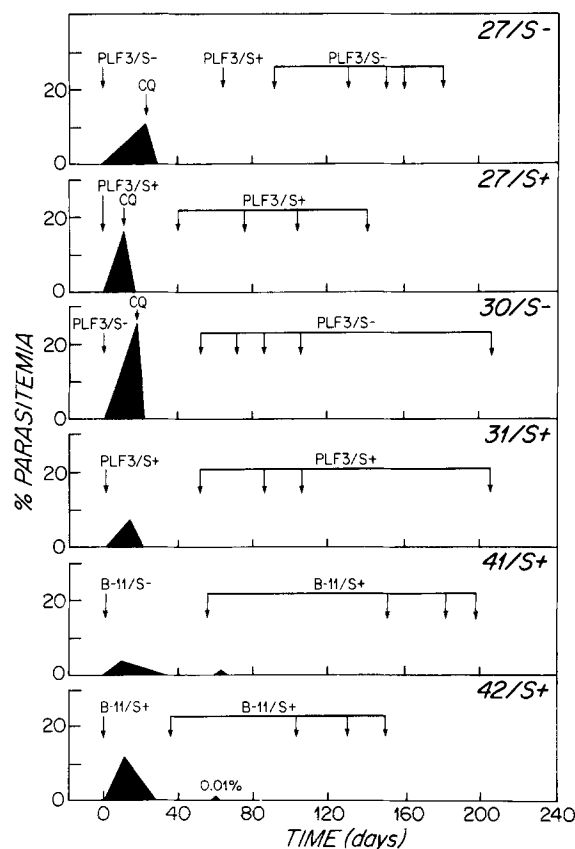 27/S-
PLF3/S- PLF3/S+ PLF3/S-
CQ
20
0
27/S+
PLF3/S+
CQ PLF3/S+
20
0
30/S-
CQ
PLF3/S- PLF3/S-
20
0
31/S+
PLF3/S+ PLF3/S+
20
0
41/S+
B-11/S- B-11/S+
20
0
42/S+
B-11/S+ B-11/S+
20
0.01%
0
% PARASITEMIA
0 40 80 120 160 200 240
TIME (days)